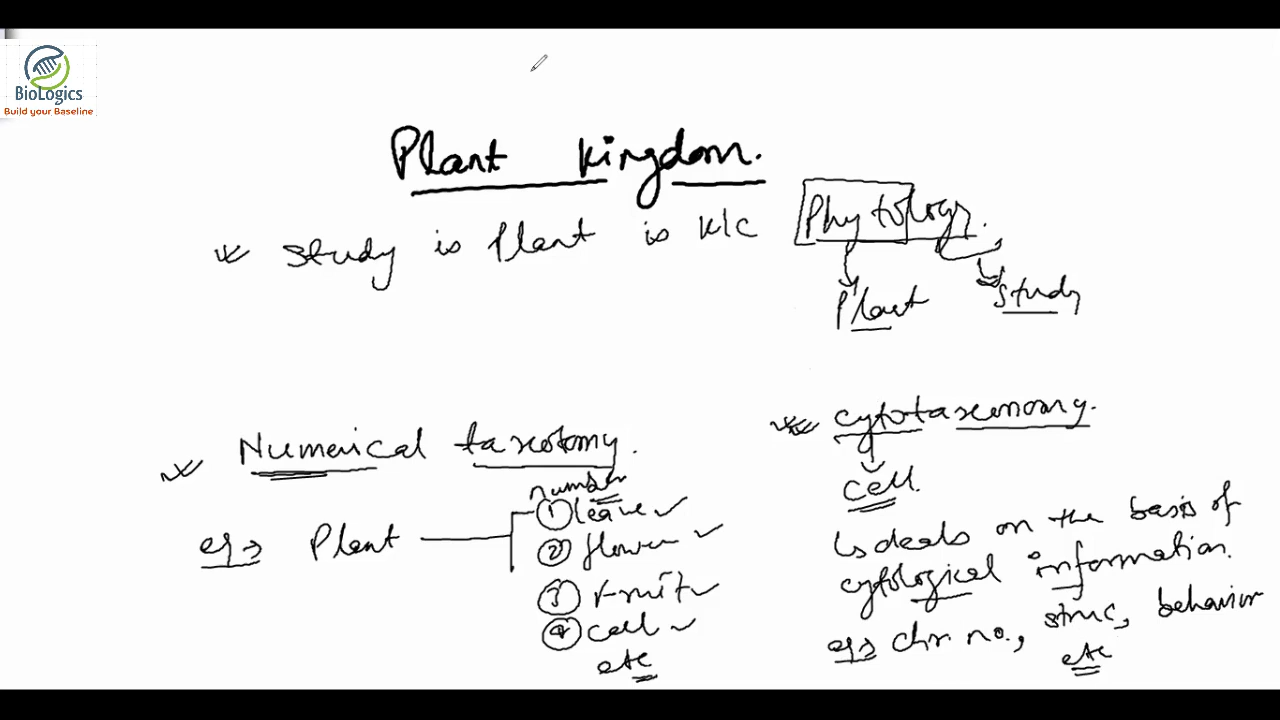 BioLogics
Build your Baseline
Plant kingdom.
* study is Plant is K/c Phytology.
Plant
study
* Numerical taxotomy.
eg → Plant
number
① leave ✓
② flower ✓
③ fruit ✓
④ cell ✓
etc
* cytotaxonomy.
cell.
↳ deals on the basis of
cytological information.
eg → chr no., struc, behavior
etc